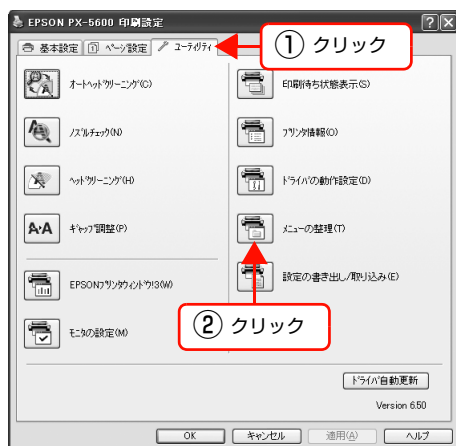 EPSON PX-5600 印刷設定
基本設定 ページ設定 ユーティリティ
① クリック
オートヘッドクリーニング(C)
印刷待ち状態表示(S)
ノズルチェック(N)
プリンタ情報(O)
ヘッドクリーニング(H)
ドライバの動作設定(D)
ギャップ調整(P)
メニューの整理(T)
EPSONプリンタウィンドウ!3(W)
設定の書き出し/取り込み(E)
② クリック
モニタの設定(M)
ドライバ自動更新
Version 6.50
OK キャンセル 適用(A) ヘルプ